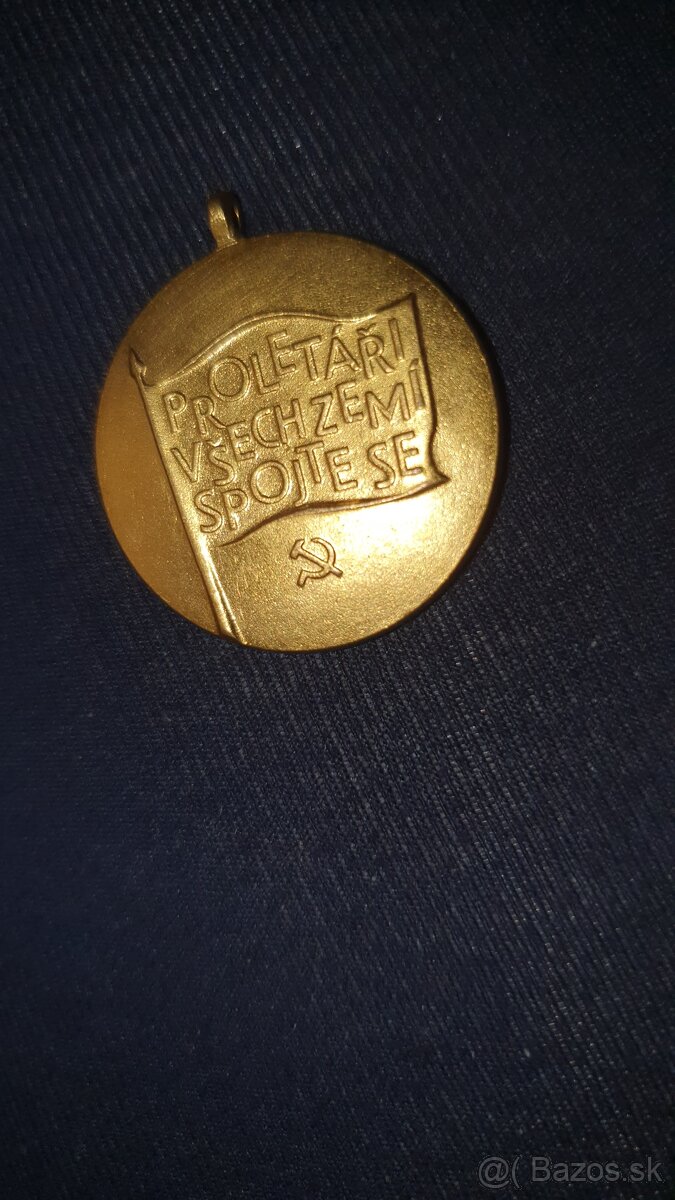 PROLETÁŘI
VŠECH ZEMÍ
SPOJTE SE
@( Bazos.sk